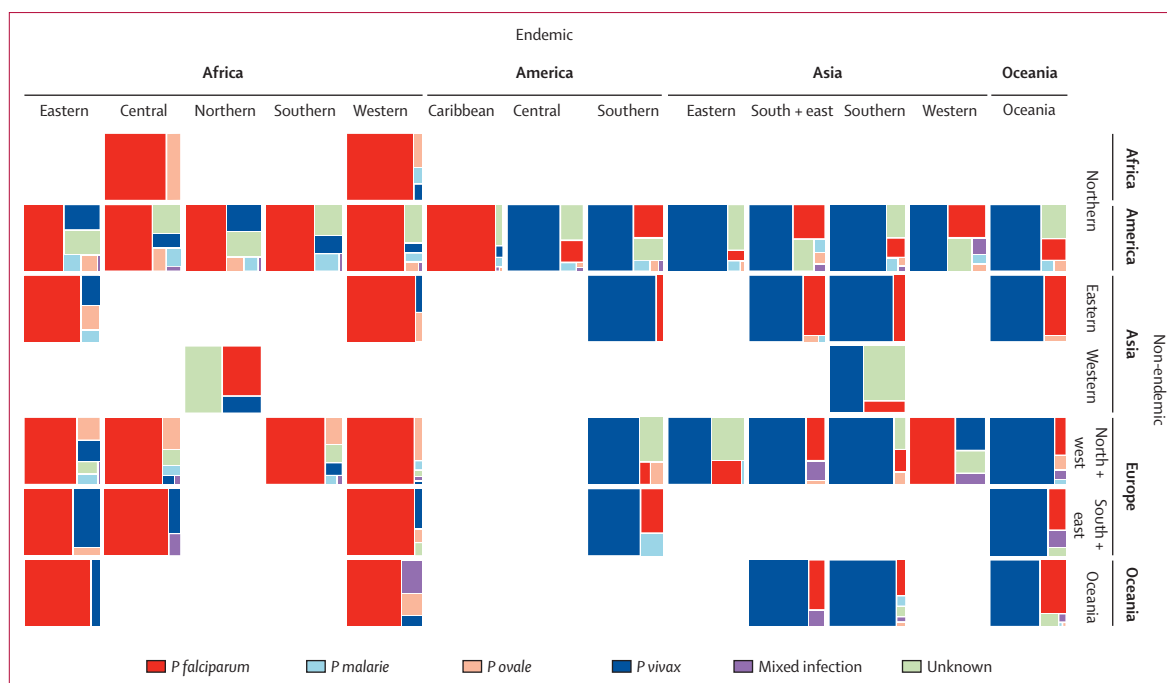 Endemic
Africa America Asia Oceania
Eastern Central Northern Southern Western Caribbean Central Southern Eastern South + east Southern Western Oceania
Non-endemic
Africa
Northern
America
Asia
Eastern
Western
Europe
North +
west
South +
east
Oceania
Oceania
P falciparum P malarie P ovale P vivax Mixed infection Unknown